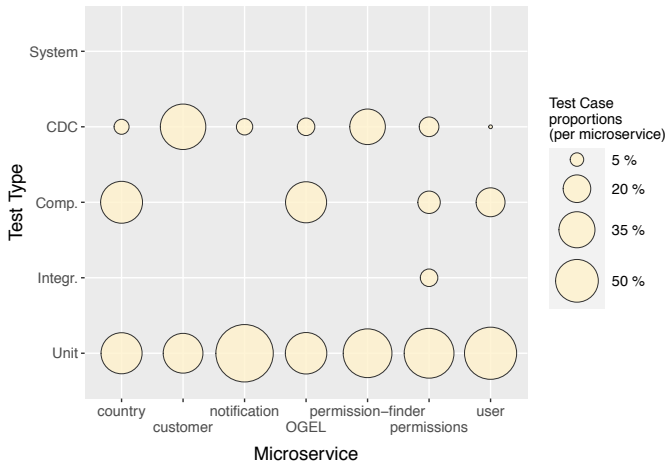 System
CDC
Comp.
Integr.
Unit
Test Type
country
customer
notification
OGEL
permission−finder
permissions
user
Microservice
Test Case
proportions
(per microservice)
5 %
20 %
35 %
50 %